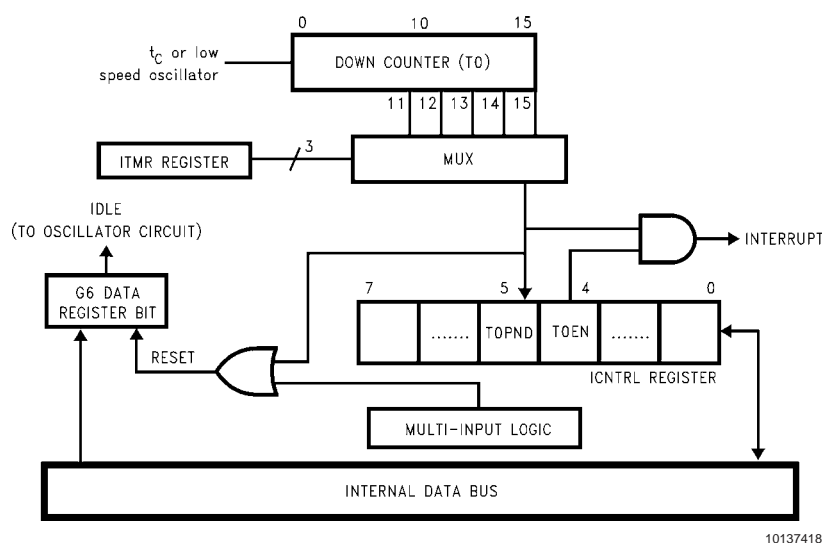 0 10 15
t_C or low
speed oscillator
DOWN COUNTER (T0)
11 12 13 14 15
ITMR REGISTER
3
MUX
IDLE
(TO OSCILLATOR CIRCUIT)
INTERRUPT
G6 DATA
REGISTER BIT
7 5 4 0
....... T0PND T0EN .......
RESET
ICNTRL REGISTER
MULTI-INPUT LOGIC
INTERNAL DATA BUS
10137418